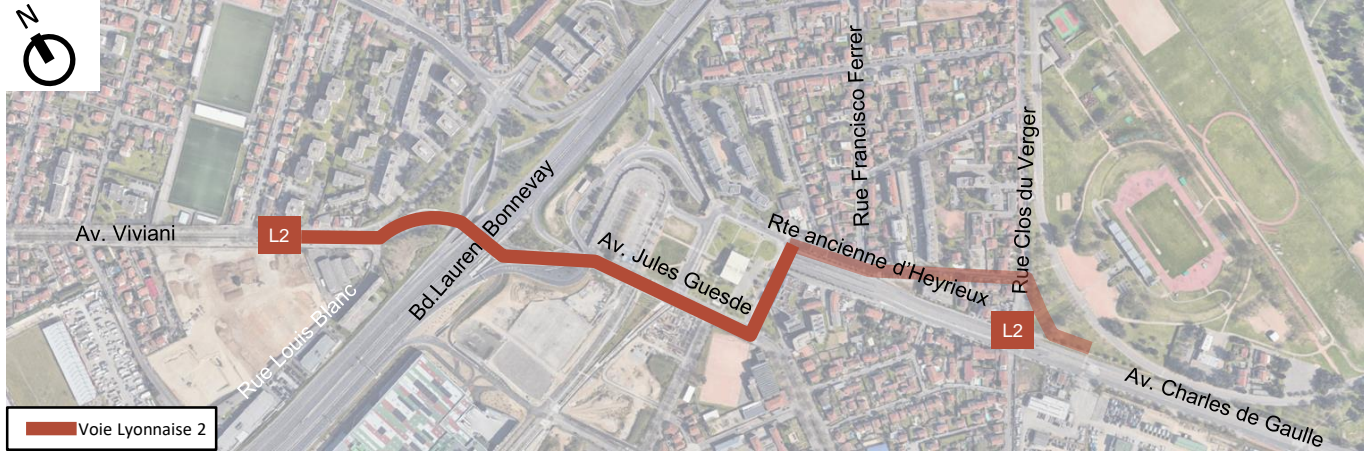 N
Av. Viviani
L2
Rue Louis Blanc
Bd.Laurent Bonnevay
Av. Jules Guesde
Rte ancienne d'Heyrieux
Rue Francisco Ferrer
Rue Clos du Verger
L2
Av. Charles de Gaulle
Voie Lyonnaise 2